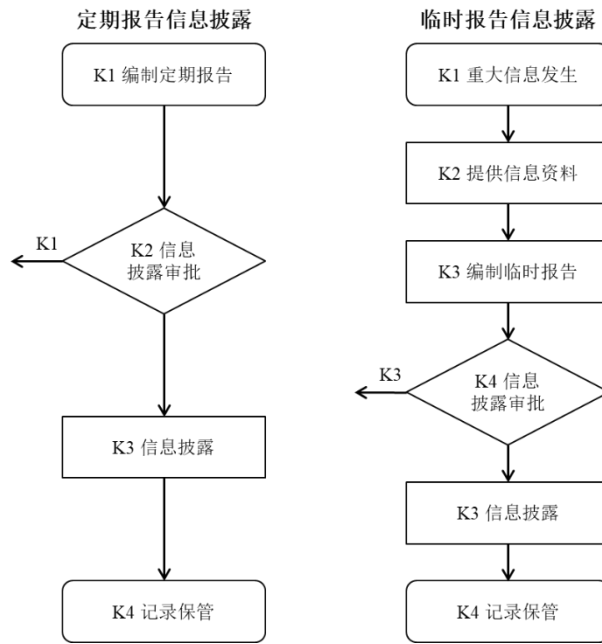 定期报告信息披露
K1 编制定期报告
K1
K2 信息
披露审批
K3 信息披露
K4 记录保管
临时报告信息披露
K1 重大信息发生
K2 提供信息资料
K3 编制临时报告
K3
K4 信息
披露审批
K3 信息披露
K4 记录保管